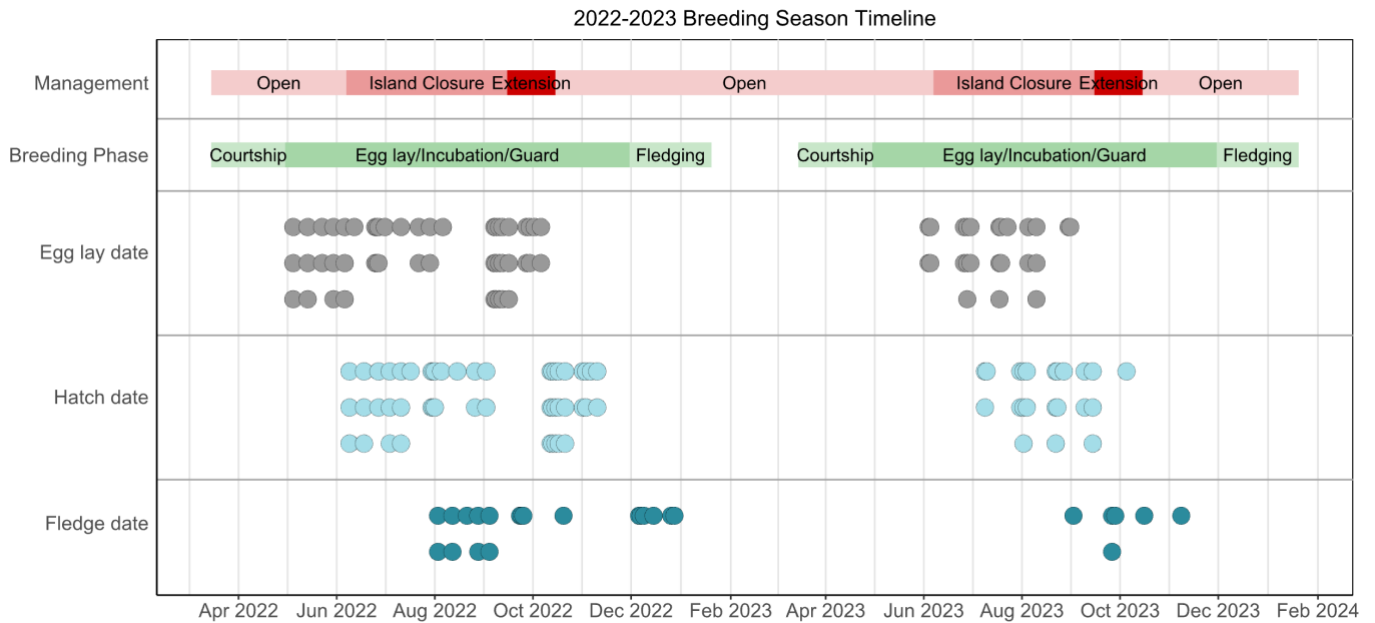 2022-2023 Breeding Season Timeline
Management Open Island Closure Extension Open Island Closure Extension Open
Breeding Phase Courtship Egg lay/Incubation/Guard Fledging Courtship Egg lay/Incubation/Guard Fledging
Egg lay date
Hatch date
Fledge date
Apr 2022 Jun 2022 Aug 2022 Oct 2022 Dec 2022 Feb 2023 Apr 2023 Jun 2023 Aug 2023 Oct 2023 Dec 2023 Feb 2024